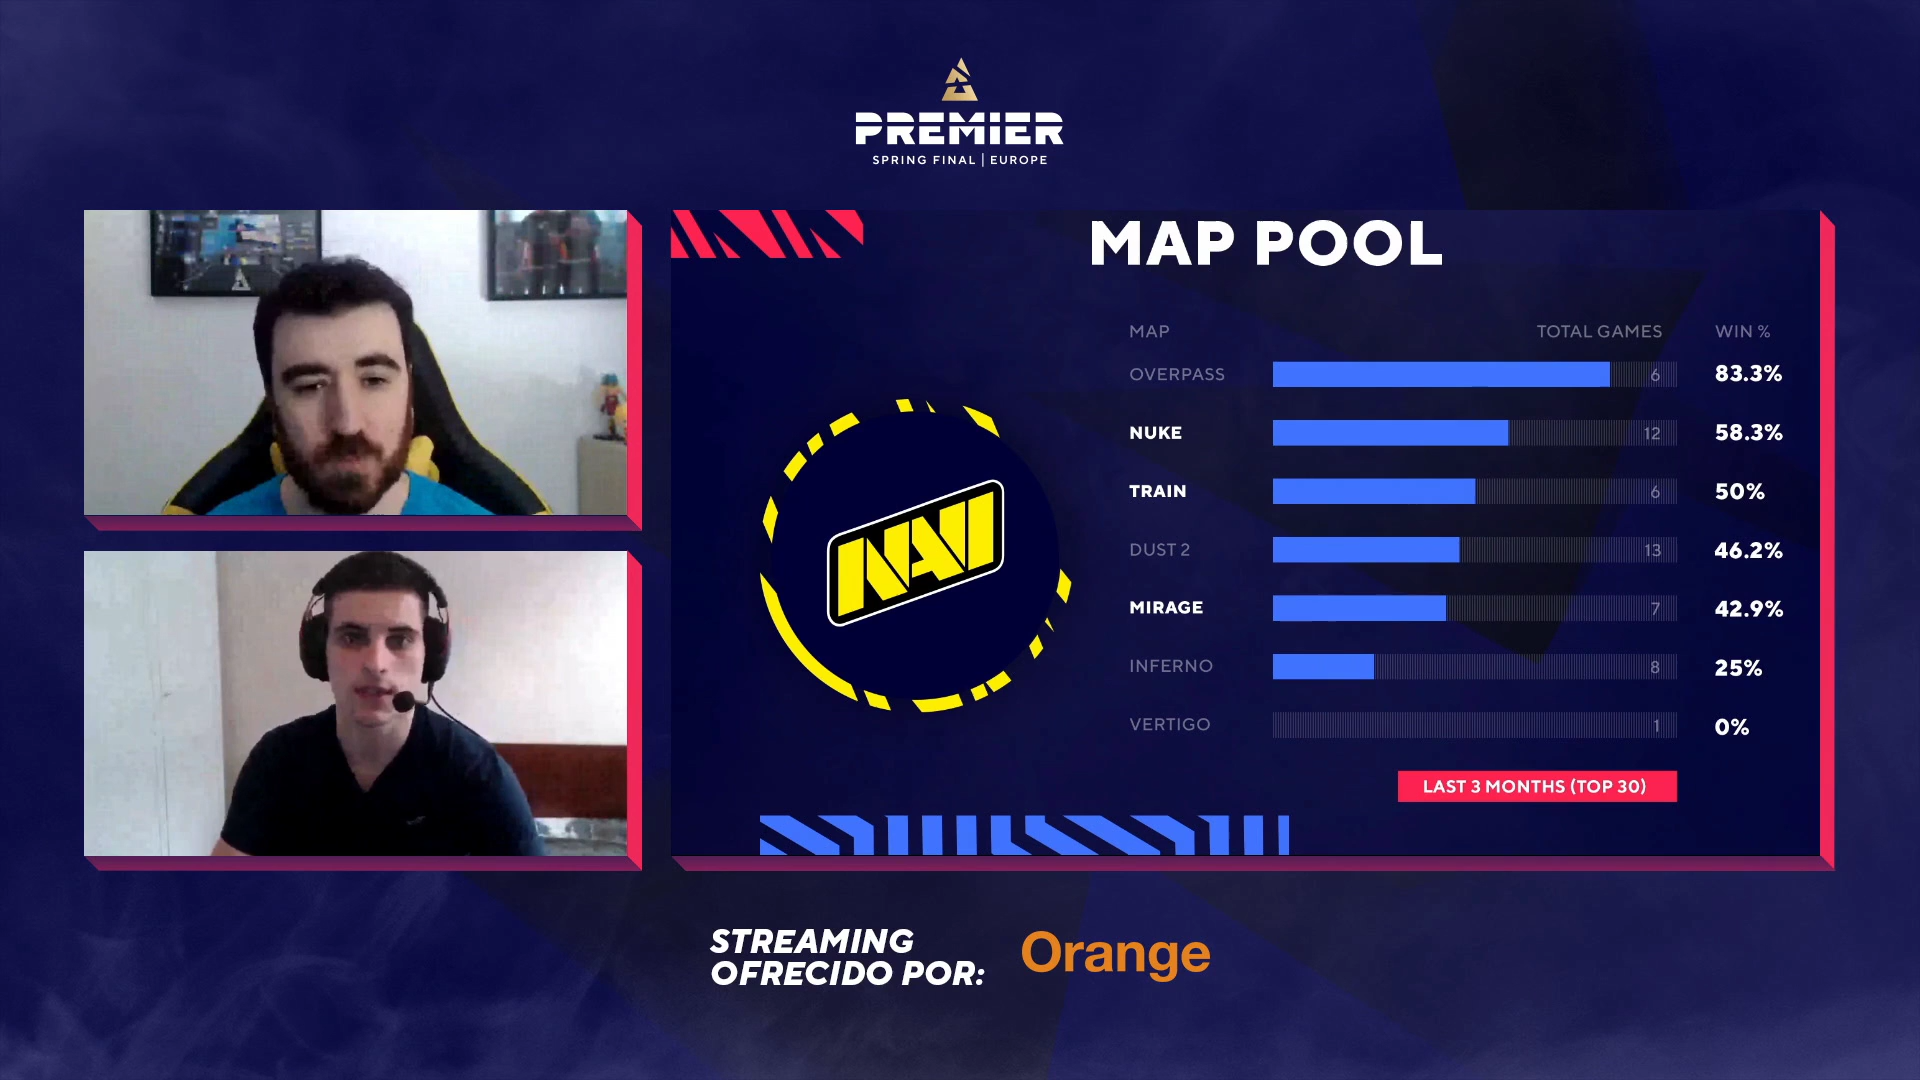 PREMIER
SPRING FINAL | EUROPE
MAP POOL
MAP TOTAL GAMES WIN %
OVERPASS 6 83.3%
NUKE 12 58.3%
TRAIN 6 50%
DUST 2 13 46.2%
MIRAGE 7 42.9%
INFERNO 8 25%
VERTIGO 1 0%
LAST 3 MONTHS (TOP 30)
NAVI
STREAMING
OFRECIDO POR:
Orange